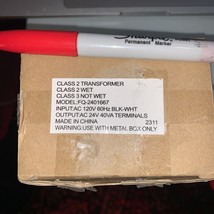 Sharpie
Permanent Marker
CLASS 2 TRANSFORMER
CLASS 2 WET
CLASS 3 NOT WET
MODEL:FQ-2401667
INPUT:AC 120V 60Hz BLK-WHT
OUTPUT:AC 24V 40VA TERMINALS
MADE IN CHINA 2311
WARNING:USE WITH METAL BOX ONLY